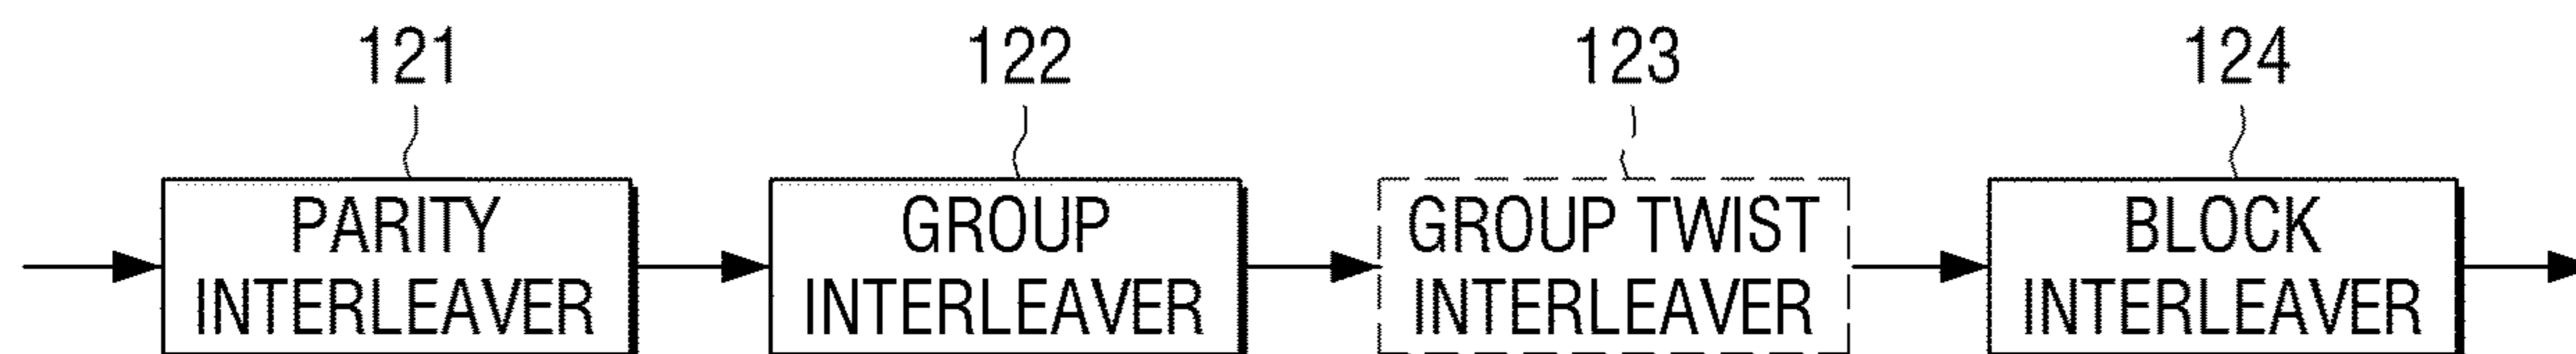 121
122
123
124
PARITY
INTERLEAVER
GROUP
INTERLEAVER
GROUP TWIST
INTERLEAVER
BLOCK
INTERLEAVER